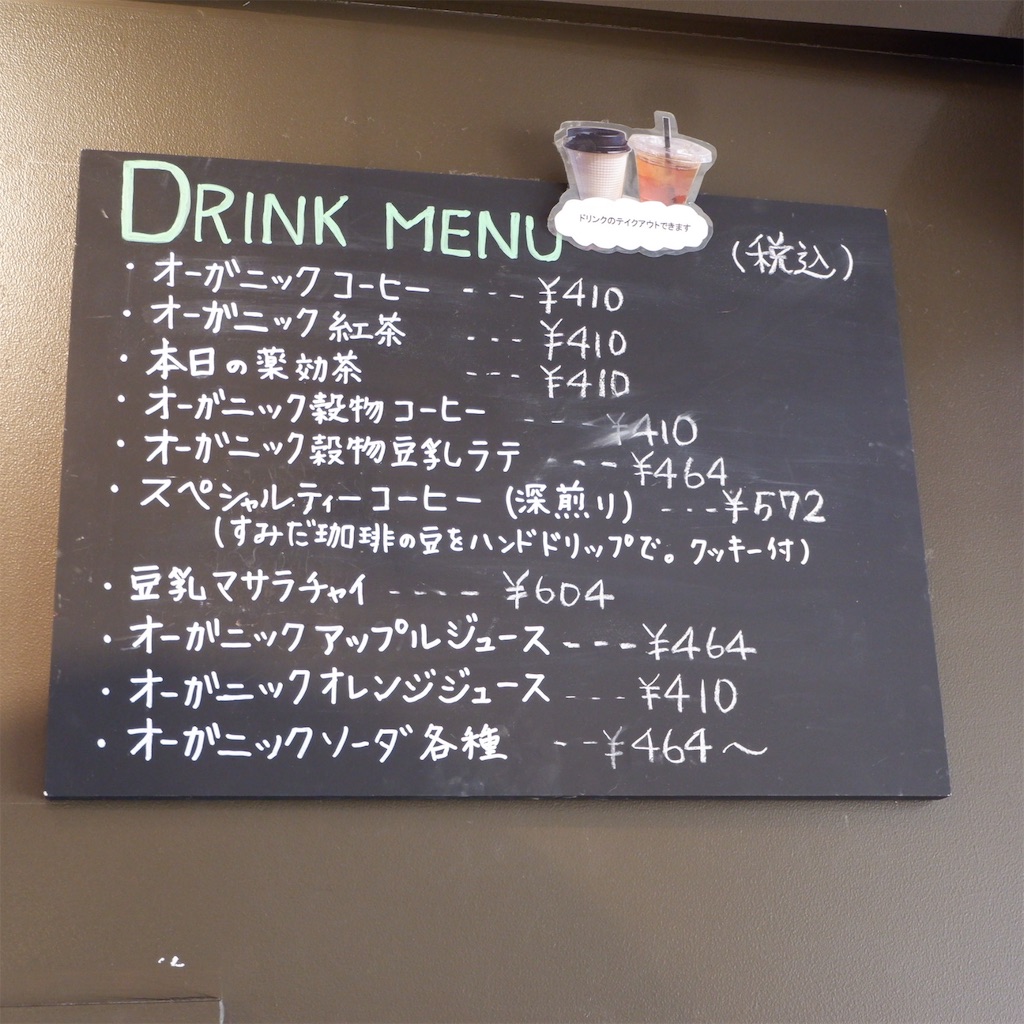 DRINK MENU
ドリンクのテイクアウトできます
(税込)
・オーガニックコーヒー --- ¥410
・オーガニック紅茶 --- ¥410
・本日の薬効茶 --- ¥410
・オーガニック穀物コーヒー --- ¥410
・オーガニック穀物豆乳ラテ ---- ¥464
・スペシャルティーコーヒー (深煎り) ---- ¥572
(すみだ珈琲の豆をハンドドリップで。クッキー付)
・豆乳マサラチャイ ---- ¥604
・オーガニックアップルジュース --- ¥464
・オーガニックオレンジジュース ---- ¥410
・オーガニックソーダ各種 -- ¥464〜